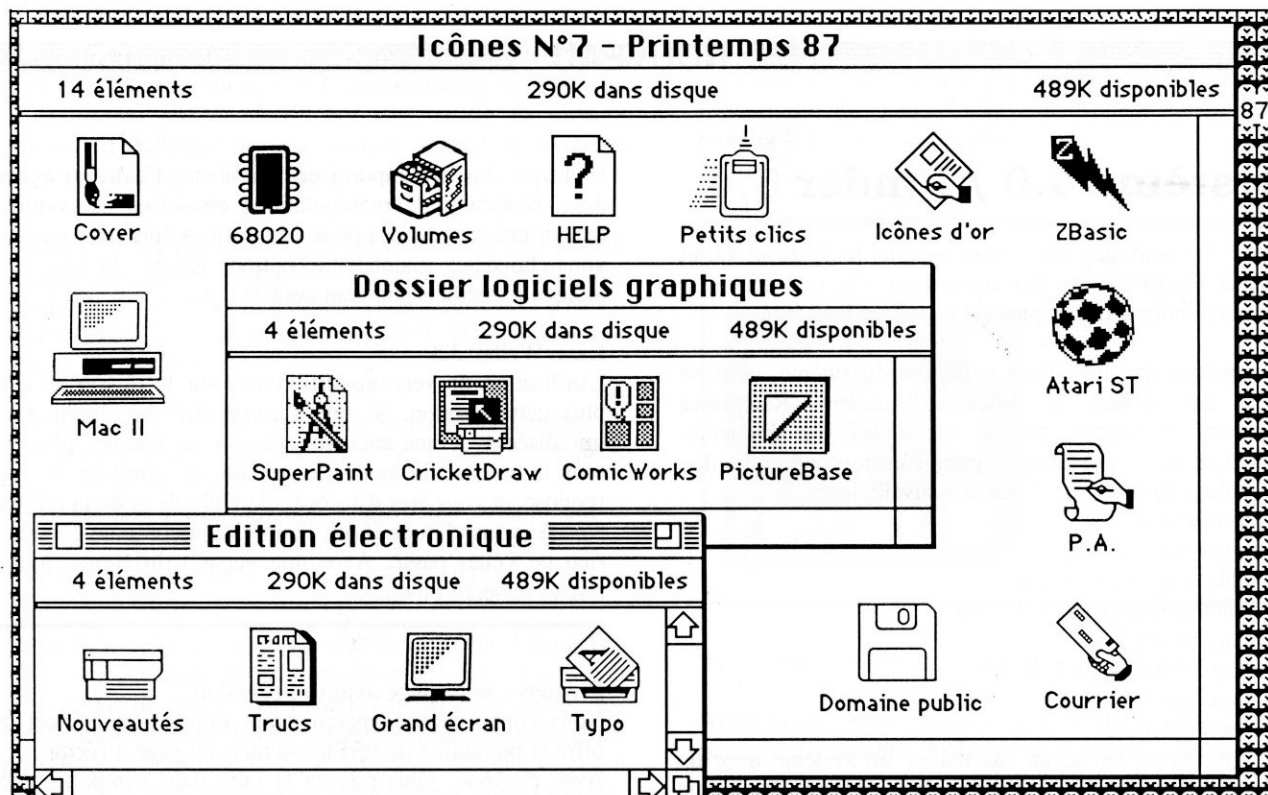 Icônes N°7 - Printemps 87
14 éléments 290K dans disque 489K disponibles
87
Cover 68020 Volumes HELP Petits clics Icônes d'or ZBasic
Mac II
Dossier logiciels graphiques
4 éléments 290K dans disque 489K disponibles
Atari ST
SuperPaint CricketDraw ComicWorks PictureBase
P.A.
Edition électronique
4 éléments 290K dans disque 489K disponibles
Nouveautés Trucs Grand écran Typo
Domaine public Courrier